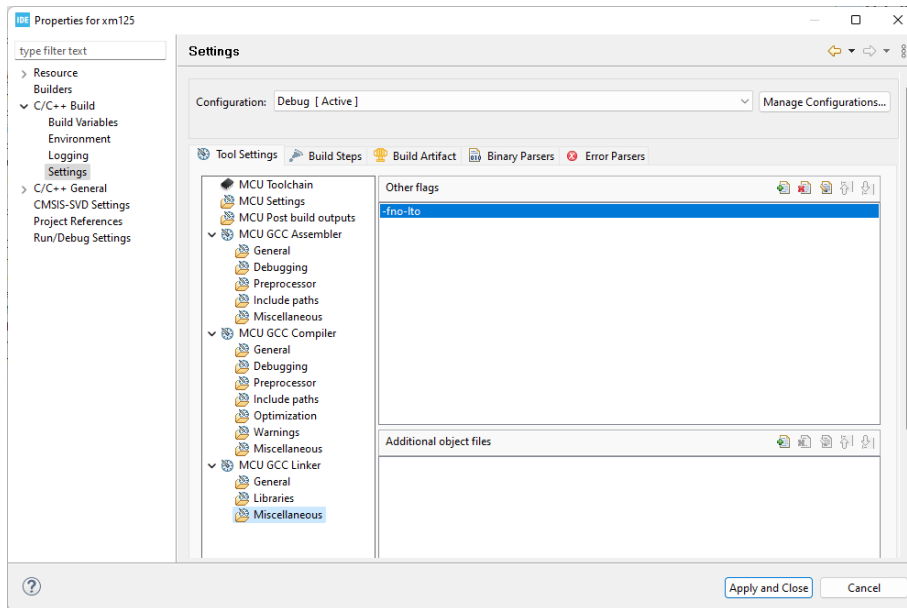 IDE Properties for xm125
type filter text
Resource
Builders
C/C++ Build
Build Variables
Environment
Logging
Settings
C/C++ General
CMSIS-SVD Settings
Project References
Run/Debug Settings
Settings
Configuration: Debug [ Active ]
Manage Configurations...
Tool Settings Build Steps Build Artifact Binary Parsers Error Parsers
MCU Toolchain
MCU Settings
MCU Post build outputs
MCU GCC Assembler
General
Debugging
Preprocessor
Include paths
Miscellaneous
MCU GCC Compiler
General
Debugging
Preprocessor
Include paths
Optimization
Warnings
Miscellaneous
MCU GCC Linker
General
Libraries
Miscellaneous
Other flags
-fno-lto
Additional object files
Apply and Close
Cancel